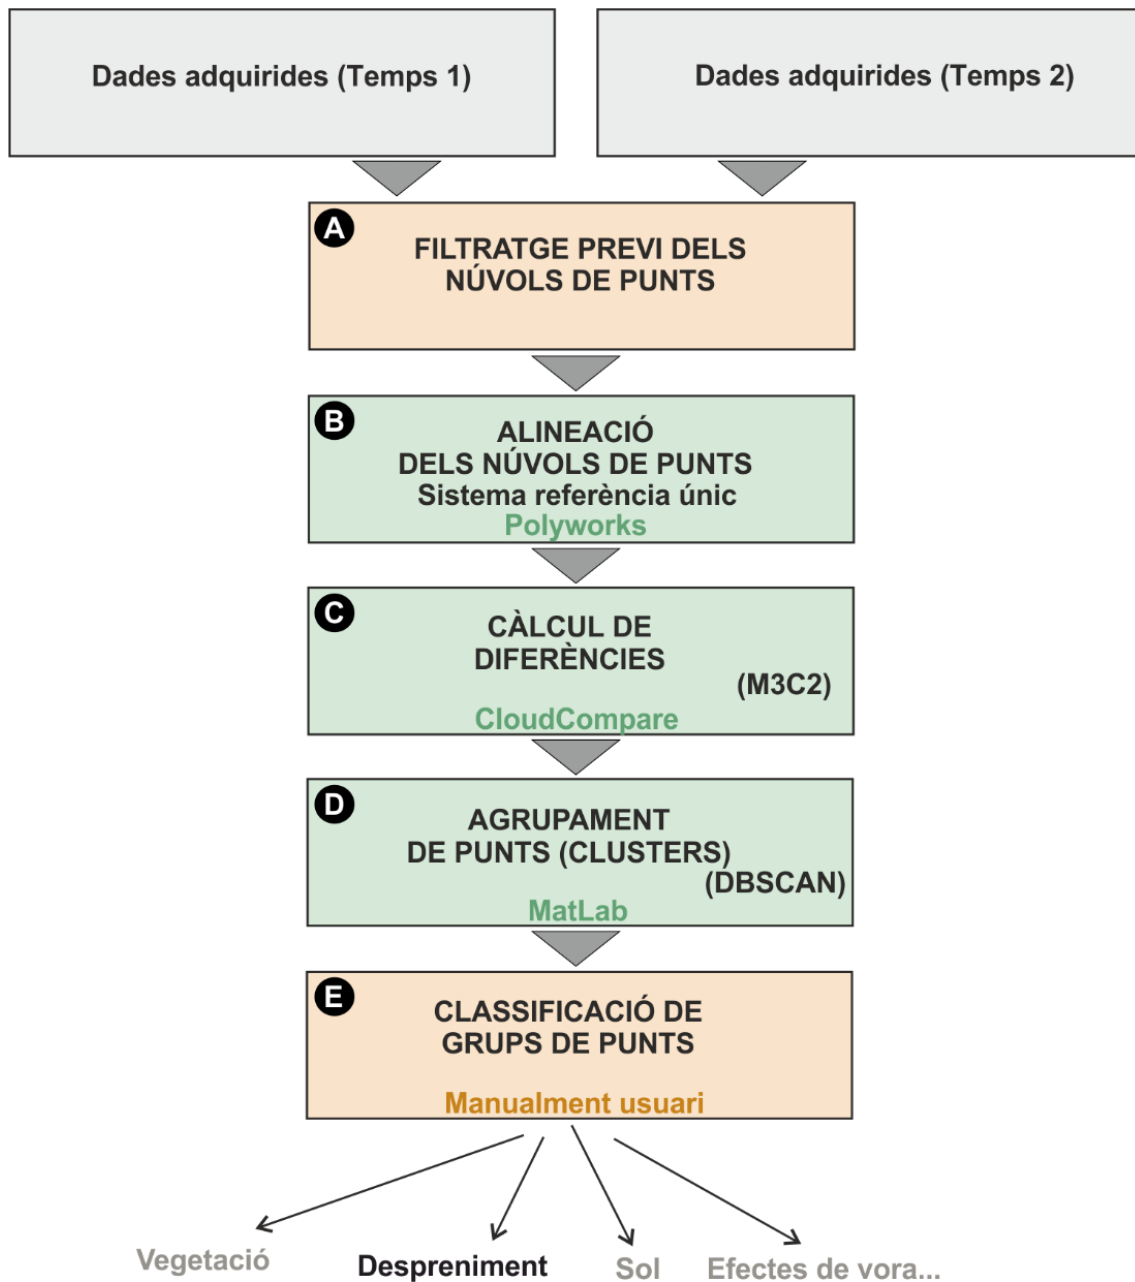 Dades adquirides (Temps 1)
Dades adquirides (Temps 2)
A
FILTRATGE PREVI DELS
NÚVOLS DE PUNTS
B
ALINEACIÓ
DELS NÚVOLS DE PUNTS
Sistema referència únic
Polyworks
C
CÀLCUL DE
DIFERÈNCIES
(M3C2)
CloudCompare
D
AGRUPAMENT
DE PUNTS (CLUSTERS)
(DBSCAN)
MatLab
E
CLASSIFICACIÓ DE
GRUPS DE PUNTS
Manualment usuari
Vegetació
Despreniment
Sol
Efectes de vora...